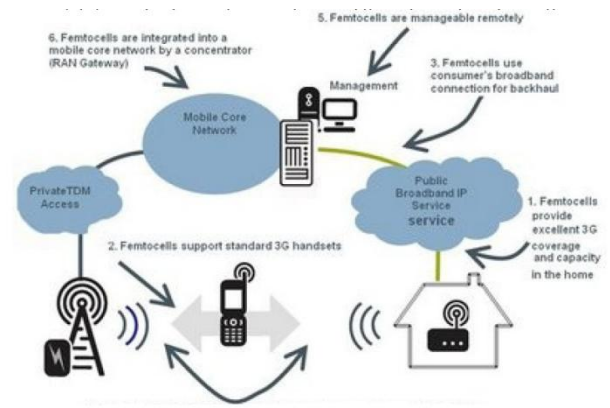 5. Femtocells are manageable remotely
6. Femtocells are integrated into a
mobile core network by a concentrator
(RAN Gateway)
Management
3. Femtocells use
consumer's broadband
connection for backhaul
Mobile Core
Network
PrivateTDM
Access
Public
Broadband IP
Service
service
1. Femtocells
provide
excellent 3G
coverage
and capacity
in the home
2. Femtocells support standard 3G handsets